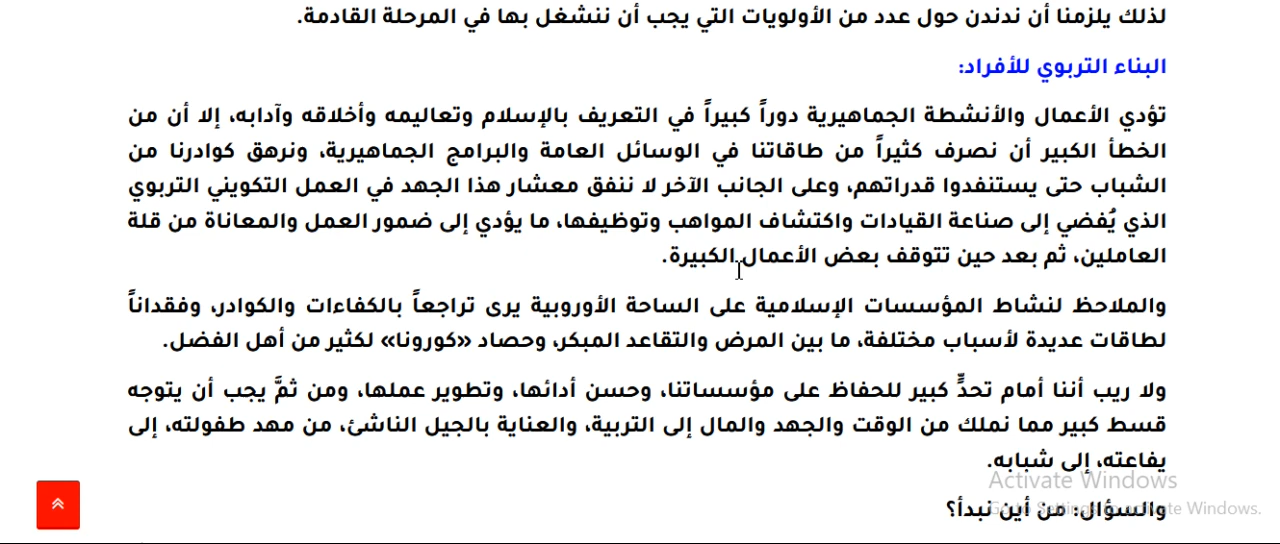 لذلك يلزمنا أن ندندن حول عدد من الأولويات التي يجب أن ننشغل بها في المرحلة القادمة.
البناء التربوي للأفراد:
تؤدي الأعمال والأنشطة الجماهيرية دوراً كبيراً في التعريف بالإسلام وتعاليمه وأخلاقه وآدابه، إلا أن من
الخطأ الكبير أن نصرف كثيراً من طاقاتنا في الوسائل العامة والبرامج الجماهيرية، ونرهق كوادرنا من
الشباب حتى يستنفدوا قدراتهم، وعلى الجانب الآخر لا ننفق معشار هذا الجهد في العمل التكويني التربوي
الذي يُفضي إلى صناعة القيادات واكتشاف المواهب وتوظيفها، ما يؤدي إلى ضمور العمل والمعاناة من قلة
العاملين، ثم بعد حين تتوقف بعض الأعمال الكبيرة.
والملاحظ لنشاط المؤسسات الإسلامية على الساحة الأوروبية يرى تراجعاً بالكفاءات والكوادر، وفقداناً
لطاقات عديدة لأسباب مختلفة، ما بين المرض والتقاعد المبكر، وحصاد «كورونا» لكثير من أهل الفضل.
ولا ريب أننا أمام تحدٍّ كبير للحفاظ على مؤسساتنا، وحسن أدائها، وتطوير عملها، ومن ثمَّ يجب أن يتوجه
قسط كبير مما نملك من الوقت والجهد والمال إلى التربية، والعناية بالجيل الناشئ، من مهد طفولته، إلى
يفاعته، إلى شبابه.
Activate Windows
والسؤال: من أين نبدأ؟
Go to Settings to activate Windows.